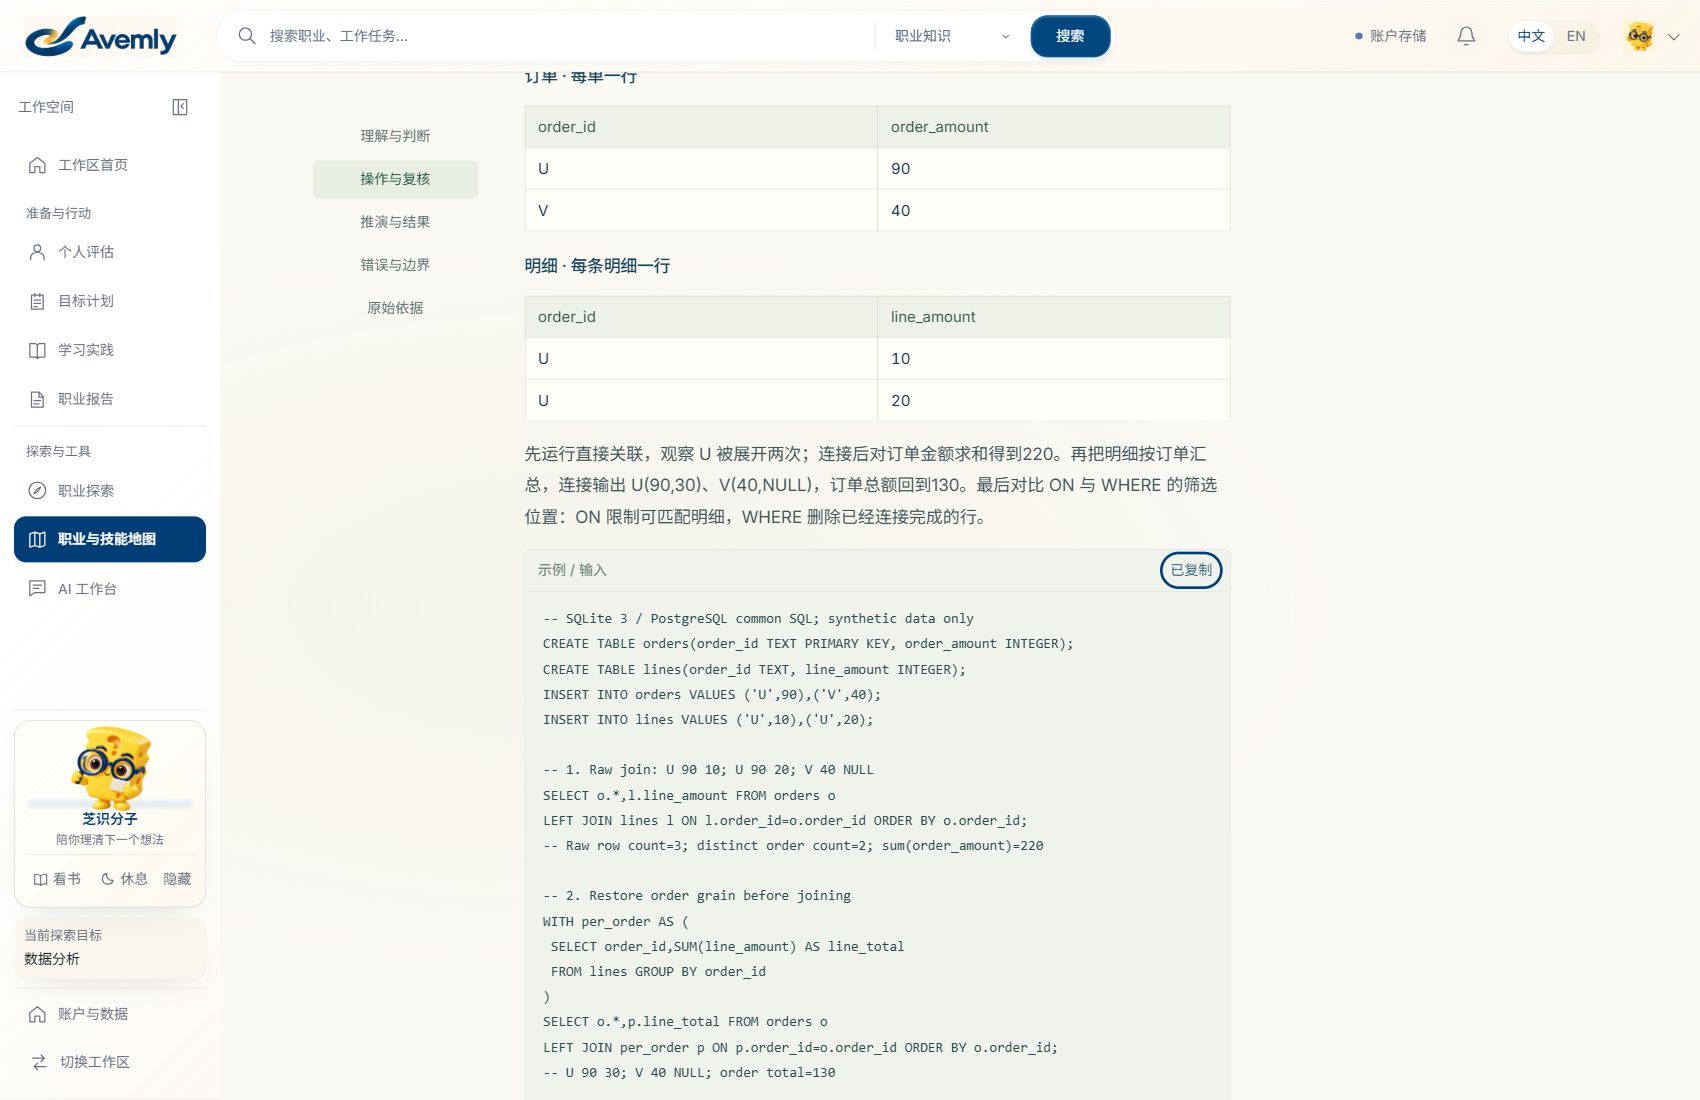 Avemly
搜索职业、工作任务...
职业知识
搜索
账户存储
中文
EN
工作空间
工作区首页
准备与行动
个人评估
目标计划
学习实践
职业报告
探索与工具
职业探索
职业与技能地图
AI 工作台
芝识分子
陪你理清下一个想法
看书
休息
隐藏
当前探索目标
数据分析
账户与数据
切换工作区
理解与判断
操作与复核
推演与结果
错误与边界
原始依据
订单 · 每单一行
order_id order_amount
U 90
V 40
明细 · 每条明细一行
order_id line_amount
U 10
U 20
先运行直接关联，观察 U 被展开两次；连接后对订单金额求和得到220。再把明细按订单汇
总，连接输出 U(90,30)、V(40,NULL)，订单总额回到130。最后对比 ON 与 WHERE 的筛选
位置：ON 限制可匹配明细，WHERE 删除已经连接完成的行。
示例 / 输入
已复制
-- SQLite 3 / PostgreSQL common SQL; synthetic data only
CREATE TABLE orders(order_id TEXT PRIMARY KEY, order_amount INTEGER);
CREATE TABLE lines(order_id TEXT, line_amount INTEGER);
INSERT INTO orders VALUES ('U',90),('V',40);
INSERT INTO lines VALUES ('U',10),('U',20);
-- 1. Raw join: U 90 10; U 90 20; V 40 NULL
SELECT o.*,l.line_amount FROM orders o
LEFT JOIN lines l ON l.order_id=o.order_id ORDER BY o.order_id;
-- Raw row count=3; distinct order count=2; sum(order_amount)=220
-- 2. Restore order grain before joining
WITH per_order AS (
 SELECT order_id,SUM(line_amount) AS line_total
 FROM lines GROUP BY order_id
)
SELECT o.*,p.line_total FROM orders o
LEFT JOIN per_order p ON p.order_id=o.order_id ORDER BY o.order_id;
-- U 90 30; V 40 NULL; order total=130